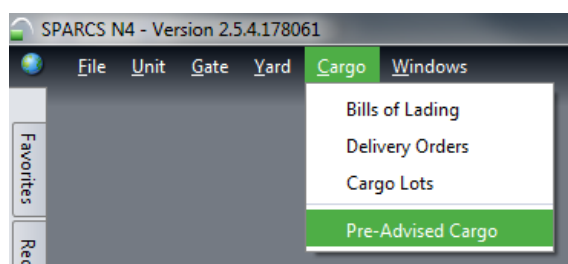 SPARCS N4 - Version 2.5.4.178061
File Unit Gate Yard Cargo Windows
Bills of Lading
Delivery Orders
Cargo Lots
Pre-Advised Cargo
Favorites